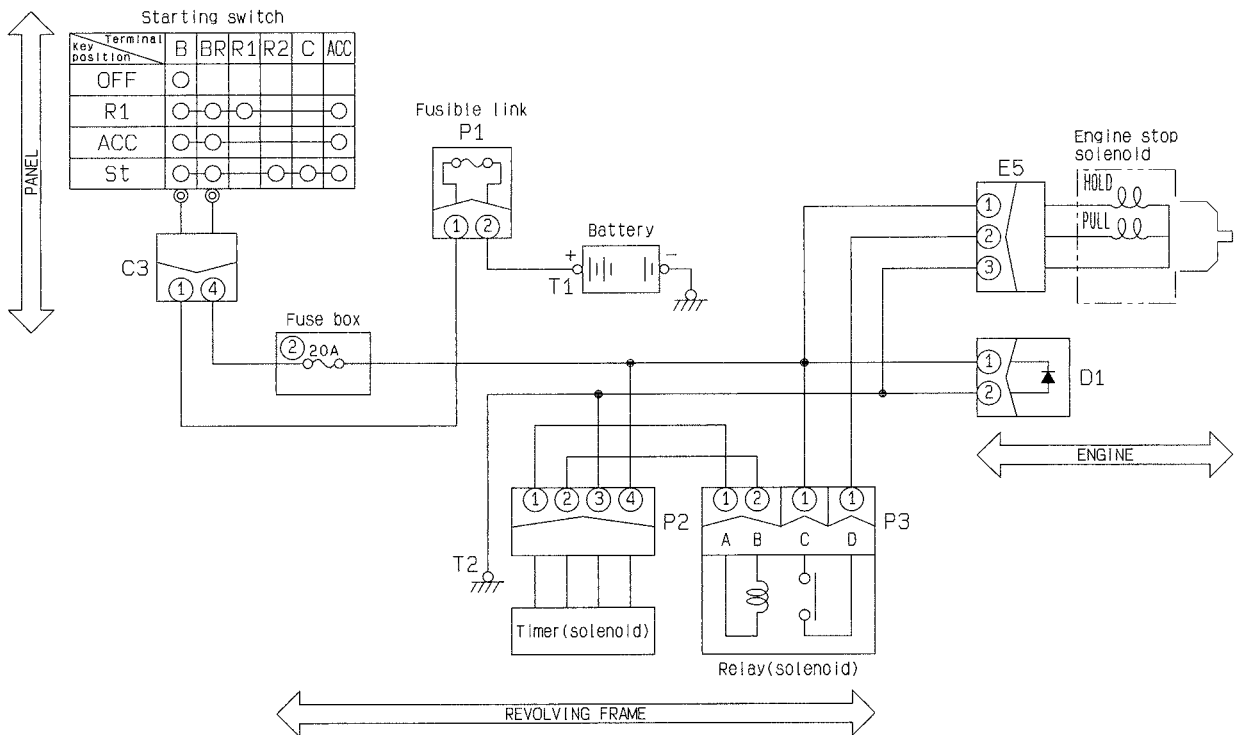 Starting switch
Key position Terminal B BR R1 R2 C ACC
OFF
R1
ACC
St
PANEL
C3
1 4
Fusible link
P1
1 2
Battery
+ -
T1
Fuse box
2 20A
Engine stop
solenoid
E5
HOLD
PULL
1
2
3
1
2
D1
ENGINE
1 2 3 4
P2
1 2 1 1
P3
A B C D
T2
Timer(solenoid)
Relay(solenoid)
REVOLVING FRAME